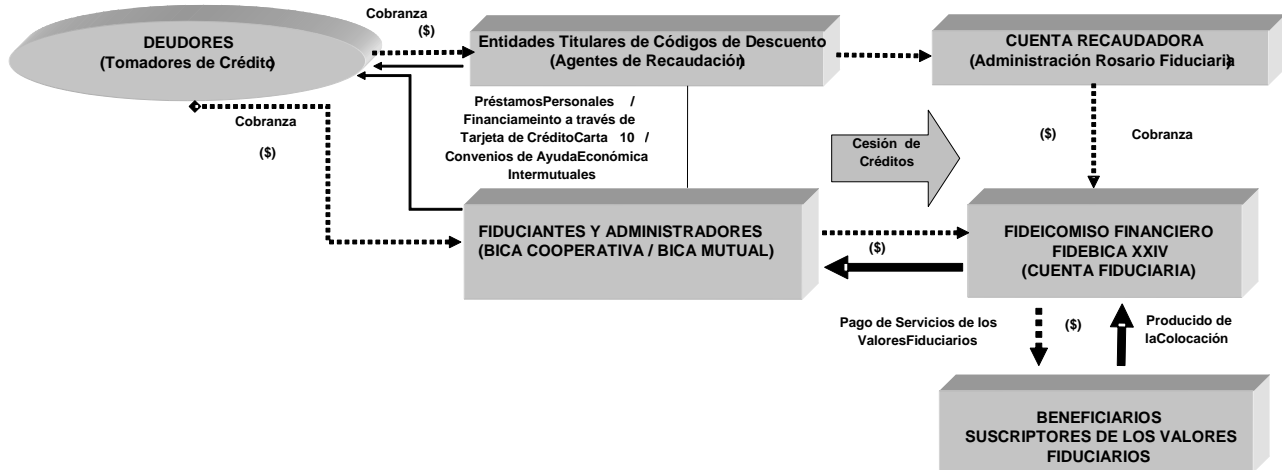 Cobranza
($)
DEUDORES
(Tomadores de Crédito)
Entidades Titulares de Códigos de Descuento
(Agentes de Recaudación)
CUENTA RECAUDADORA
(Administración Rosario Fiduciaria)
Cobranza
($)
PréstamosPersonales /
Financiameinto a través de
Tarjeta de CréditoCarta 10 /
Convenios de AyudaEconómica
Intermutuales
Cesión de
Créditos
($)
Cobranza
FIDUCIANTES Y ADMINISTRADORES
(BICA COOPERATIVA / BICA MUTUAL)
($)
FIDEICOMISO FINANCIERO
FIDEBICA XXIV
(CUENTA FIDUCIARIA)
Pago de Servicios de los
ValoresFiduciarios
($)
Producido de
laColocación
BENEFICIARIOS
SUSCRIPTORES DE LOS VALORES
FIDUCIARIOS